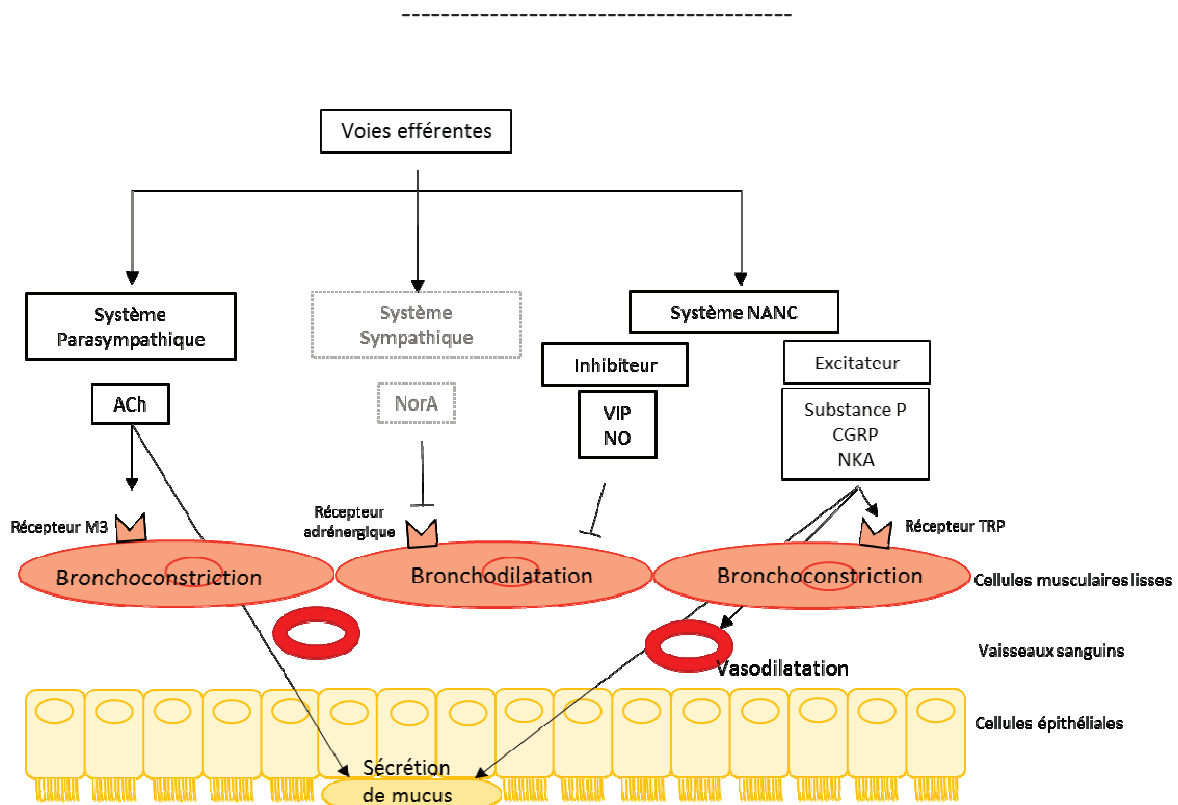 Voies efférentes
Système
Parasympathique
Système
Sympathique
Système NANC
Inhibiteur
Excitateur
ACh
NorA
VIP
NO
Substance P
CGRP
NKA
Récepteur M3
Récepteur
adrénergique
Récepteur TRP
Bronchoconstriction
Bronchodilatation
Bronchoconstriction
Cellules musculaires lisses
Vaisseaux sanguins
Vasodilatation
Cellules épithéliales
Sécrétion
de mucus